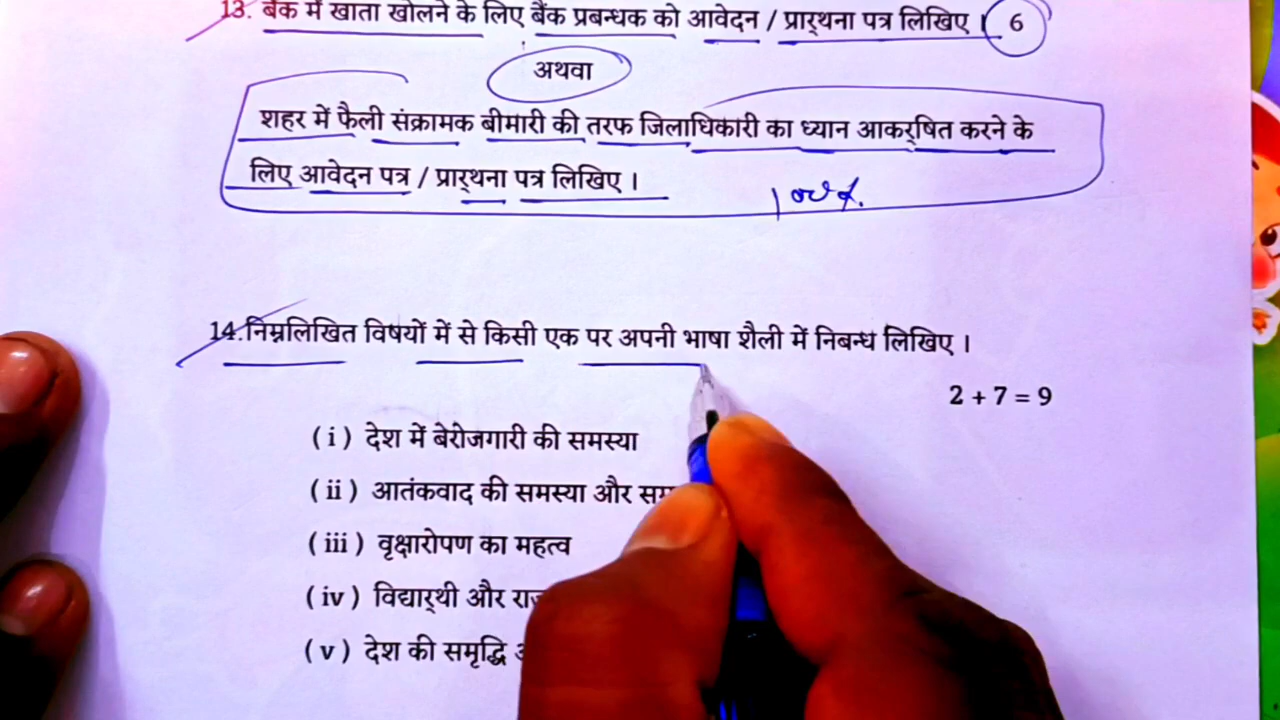 13. बैंक में खाता खोलने के लिए बैंक प्रबन्धक को आवेदन / प्रार्थना पत्र लिखिए । 6
अथवा
शहर में फैली संक्रामक बीमारी की तरफ जिलाधिकारी का ध्यान आकर्षित करने के
लिए आवेदन पत्र / प्रार्थना पत्र लिखिए ।
14. निम्नलिखित विषयों में से किसी एक पर अपनी भाषा शैली में निबन्ध लिखिए ।
2 + 7 = 9
( i ) देश में बेरोजगारी की समस्या
( ii ) आतंकवाद की समस्या और
( iii ) वृक्षारोपण का महत्व
( iv ) विद्यार्थी और
( v ) देश की समृद्धि